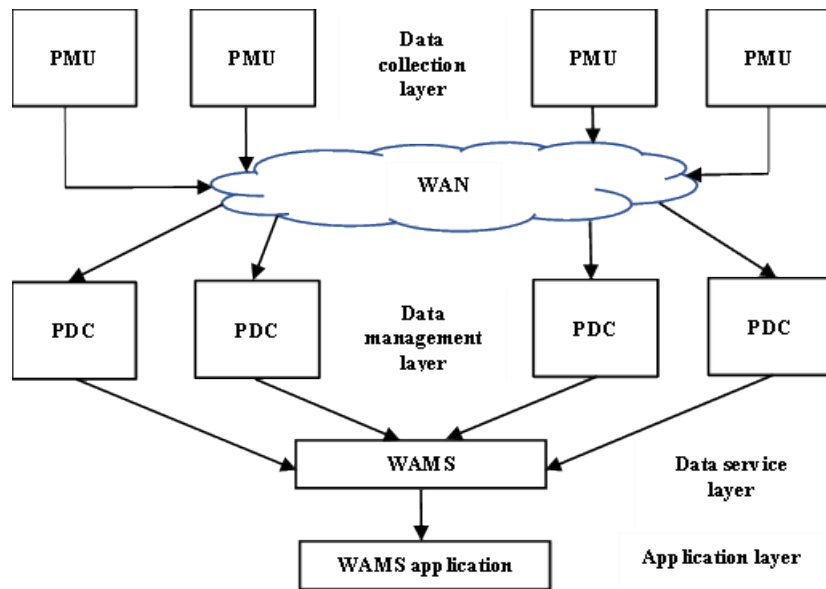 PMU
PMU
Data
collection
layer
PMU
PMU
WAN
PDC
PDC
Data
management
layer
PDC
PDC
WAMS
Data service
layer
WAMS application
Application layer